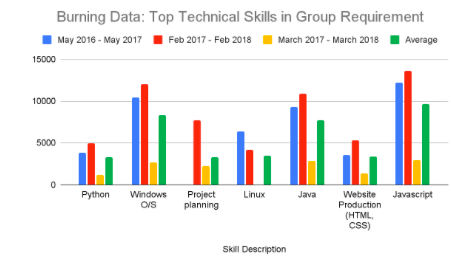 Burning Data: Top Technical Skills in Group Requirement
May 2016 - May 2017 Feb 2017 - Feb 2018 March 2017 - March 2018 Average
15000
10000
5000
0
Python Windows O/S Project planning Linux Java Website Production (HTML, CSS) Javascript
Skill Description